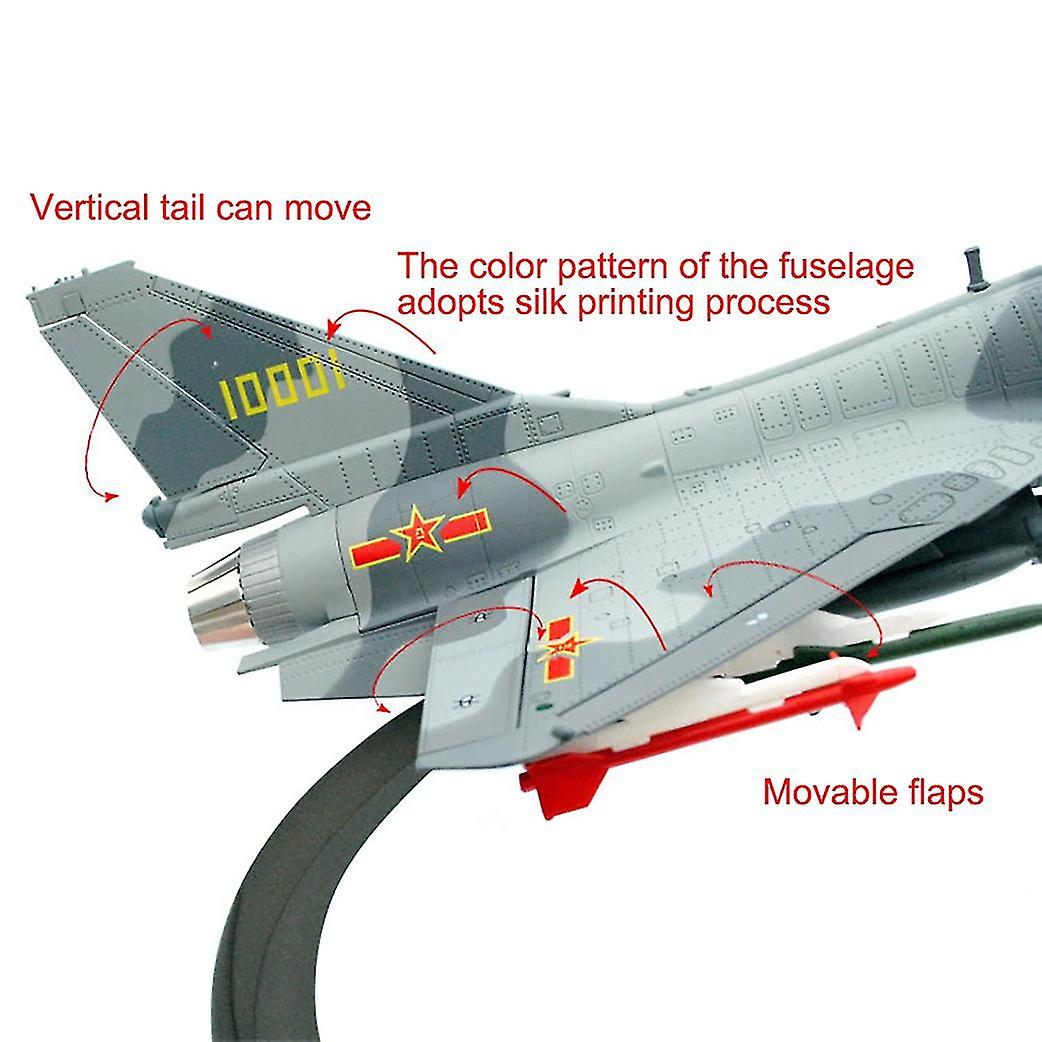 Vertical tail can move
The color pattern of the fuselage
adopts silk printing process
10001
Movable flaps